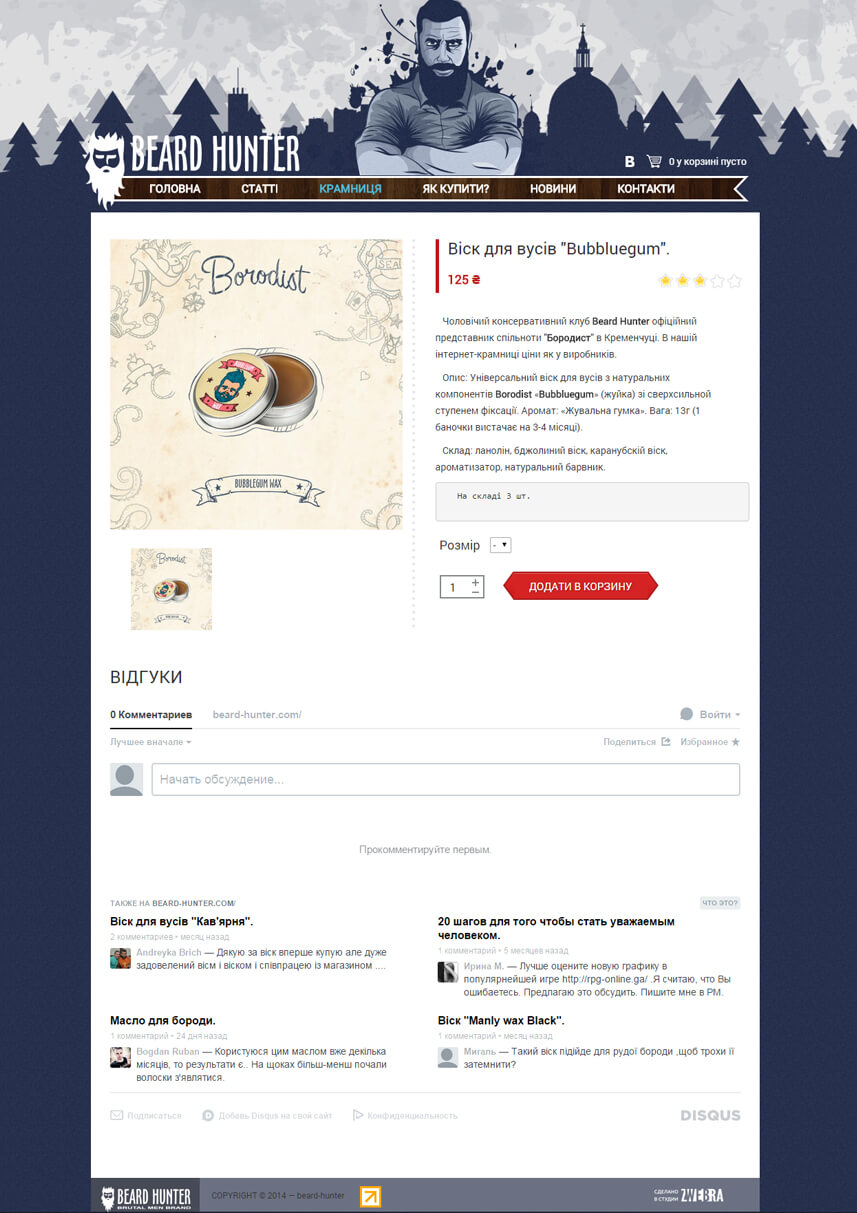 BEARD HUNTER
B 0 у корзині пусто
ГОЛОВНА СТАТТІ КРАМНИЦЯ ЯК КУПИТИ? НОВИНИ КОНТАКТИ
Borodist
BUBBLEGUM WAX
Borodist
Віск для вусів "Bubbluegum".
125 ₴
Чоловічий консервативний клуб Beard Hunter офіційний
представник спільноти "Бородист" в Кременчуці. В нашій
інтернет-крамниці ціни як у виробників.
Опис: Універсальний віск для вусів з натуральних
компонентів Borodist «Bubbluegum» (жуйка) зі сверхсильной
ступенем фіксації. Аромат: «Жувальна гумка». Вага: 13г (1
баночки вистачає на 3-4 місяці).
Склад: ланолін, бджолиний віск, каранубскій віск,
ароматизатор, натуральний барвник.
На складі 3 шт.
Розмір -
1 + −
ДОДАТИ В КОРЗИНУ
ВІДГУКИ
0 Комментариев beard-hunter.com/ Войти
Лучшее вначале Поделиться Избранное ★
Начать обсуждение...
Прокомментируйте первым.
ТАКЖЕ НА BEARD-HUNTER.COM/ ЧТО ЭТО?
Віск для вусів "Кав'ярня".
2 комментариев • месяц назад
Andreyka Brich — Дякую за віск вперше купую але дуже
задовелений вісм і віском і співпрацею із магазином ....
20 шагов для того чтобы стать уважаемым
человеком.
1 комментарий • 5 месяцев назад
Ирина М. — Лучше оцените новую графику в
популярнейшей игре http://rpg-online.ga/ .Я считаю, что Вы
ошибаетесь. Предлагаю это обсудить. Пишите мне в РМ.
Масло для бороди.
1 комментарий • 24 дня назад
Bogdan Ruban — Користуюся цим маслом вже декілька
місяців, то результати є.. На щоках більш-менш почали
волоски з'являтися.
Віск "Manly wax Black".
1 комментарий • месяц назад
Мигаль — Такий віск підійде для рудої бороди ,щоб трохи її
затемнити?
Подписаться Добавь Disqus на свой сайт Конфиденциальность DISQUS
BEARD HUNTER
BRUTAL MEN BRAND
COPYRIGHT © 2014 — beard-hunter
СДЕЛАНО
В СТУДИИ ZWEBRA